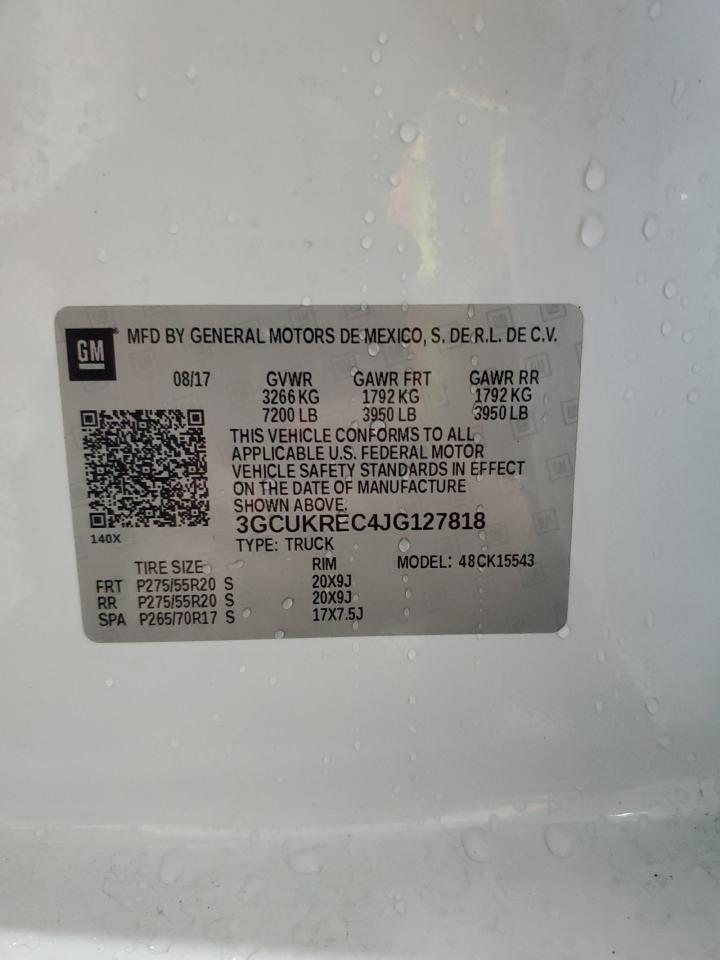 GM
MFD BY GENERAL MOTORS DE MEXICO, S. DE R.L. DE C.V.
08/17 GVWR GAWR FRT GAWR RR
3266 KG 1792 KG 1792 KG
7200 LB 3950 LB 3950 LB
THIS VEHICLE CONFORMS TO ALL
APPLICABLE U.S. FEDERAL MOTOR
VEHICLE SAFETY STANDARDS IN EFFECT
ON THE DATE OF MANUFACTURE
SHOWN ABOVE.
3GCUKREC4JG127818
140X
TYPE: TRUCK
TIRE SIZE RIM MODEL: 48CK15543
FRT P275/55R20 S 20X9J
RR P275/55R20 S 20X9J
SPA P265/70R17 S 17X7.5J